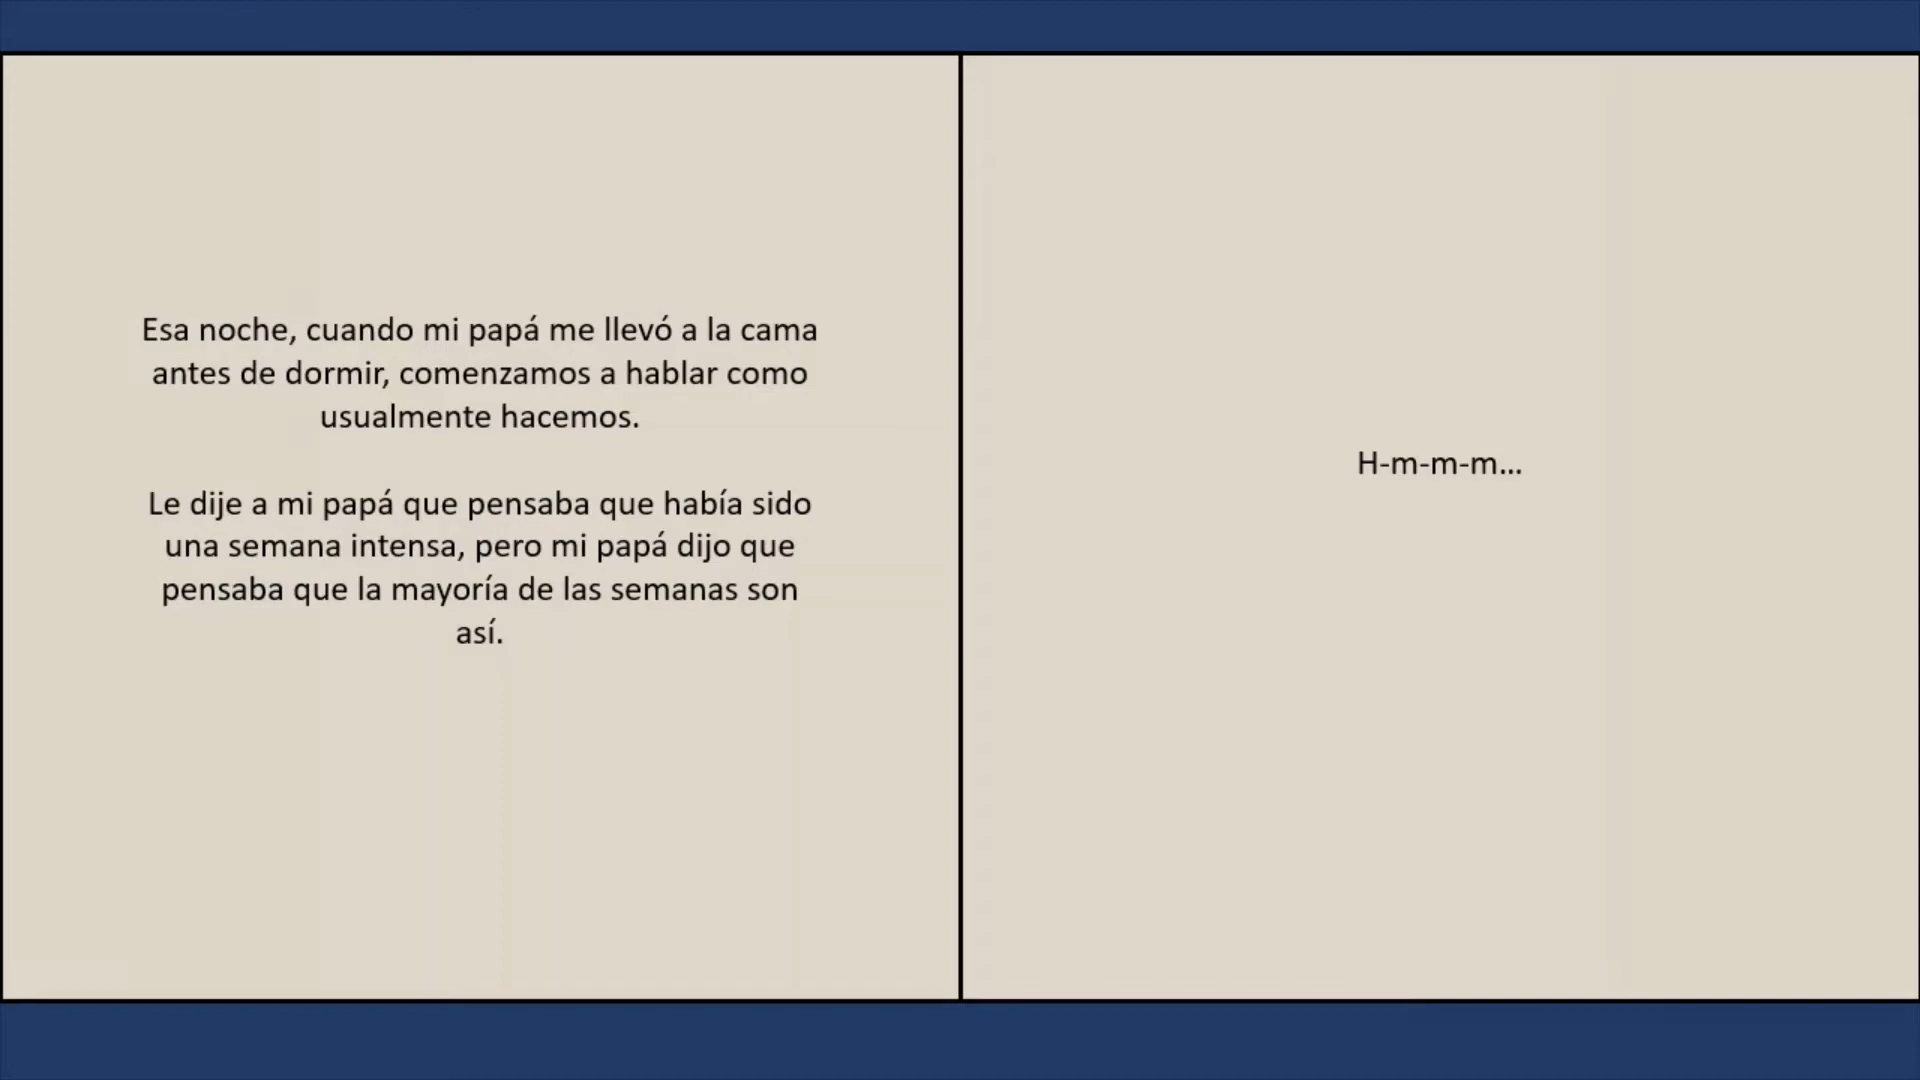 Esa noche, cuando mi papá me llevó a la cama
antes de dormir, comenzamos a hablar como
usualmente hacemos.
Le dije a mi papá que pensaba que había sido
una semana intensa, pero mi papá dijo que
pensaba que la mayoría de las semanas son
así.
H-m-m-m...